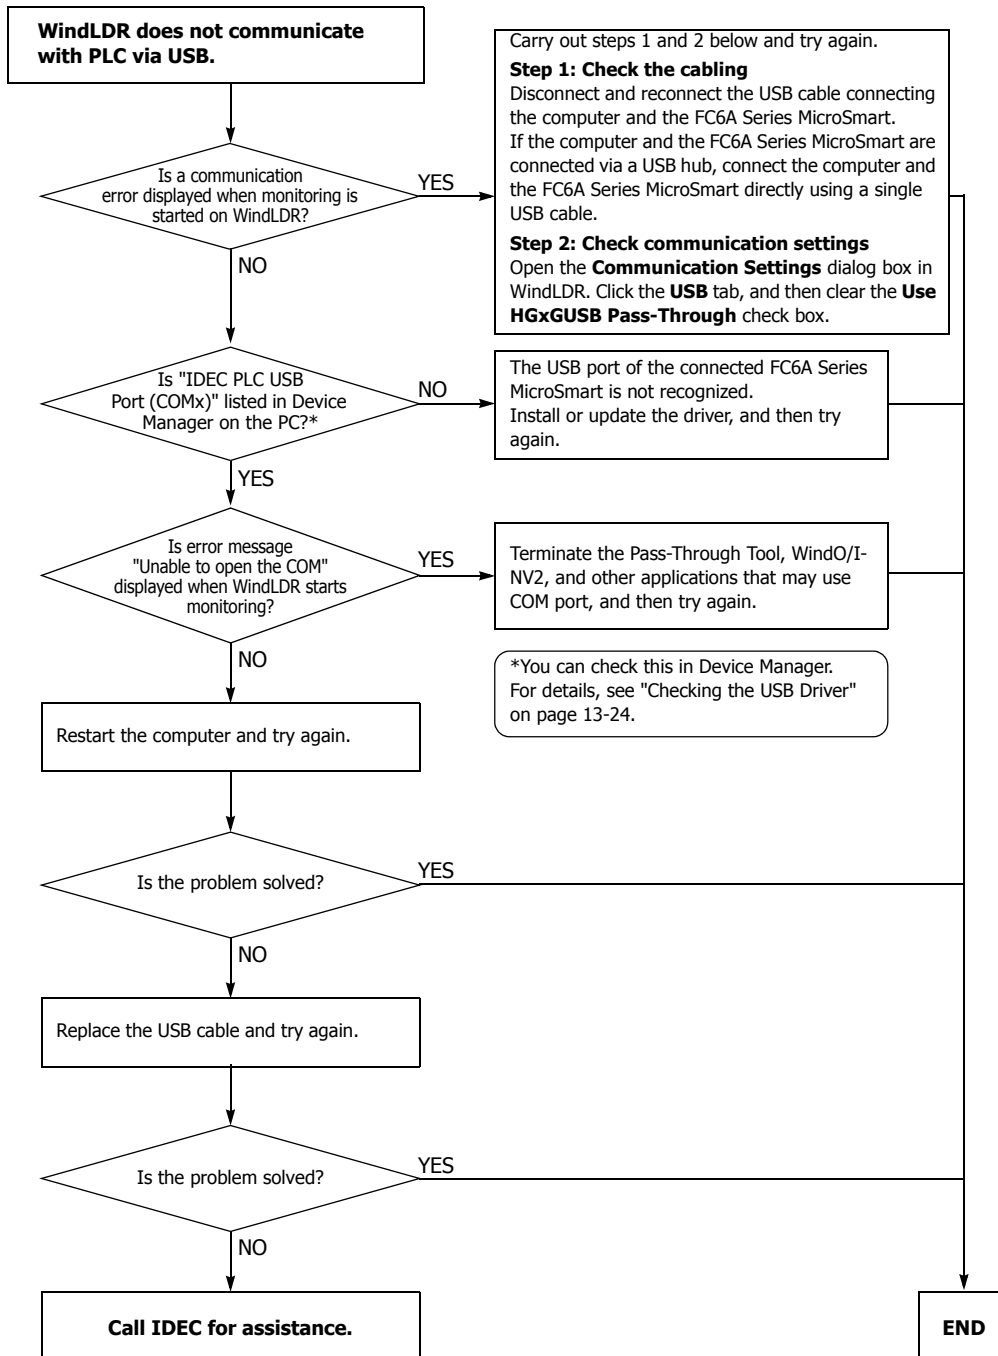 WindLDR does not communicate
with PLC via USB.
Carry out steps 1 and 2 below and try again.
Step 1: Check the cabling
Disconnect and reconnect the USB cable connecting
the computer and the FC6A Series MicroSmart.
If the computer and the FC6A Series MicroSmart are
connected via a USB hub, connect the computer and
the FC6A Series MicroSmart directly using a single
USB cable.
Step 2: Check communication settings
Open the Communication Settings dialog box in
WindLDR. Click the USB tab, and then clear the Use
HGxGUSB Pass-Through check box.
Is a communication
error displayed when monitoring is
started on WindLDR?
YES
NO
Is "IDEC PLC USB
Port (COMx)" listed in Device
Manager on the PC?*
NO
The USB port of the connected FC6A Series
MicroSmart is not recognized.
Install or update the driver, and then try
again.
YES
Is error message
"Unable to open the COM"
displayed when WindLDR starts
monitoring?
YES
Terminate the Pass-Through Tool, WindO/I-
NV2, and other applications that may use
COM port, and then try again.
NO
*You can check this in Device Manager.
For details, see "Checking the USB Driver"
on page 13-24.
Restart the computer and try again.
Is the problem solved?
YES
NO
Replace the USB cable and try again.
Is the problem solved?
YES
NO
Call IDEC for assistance.
END